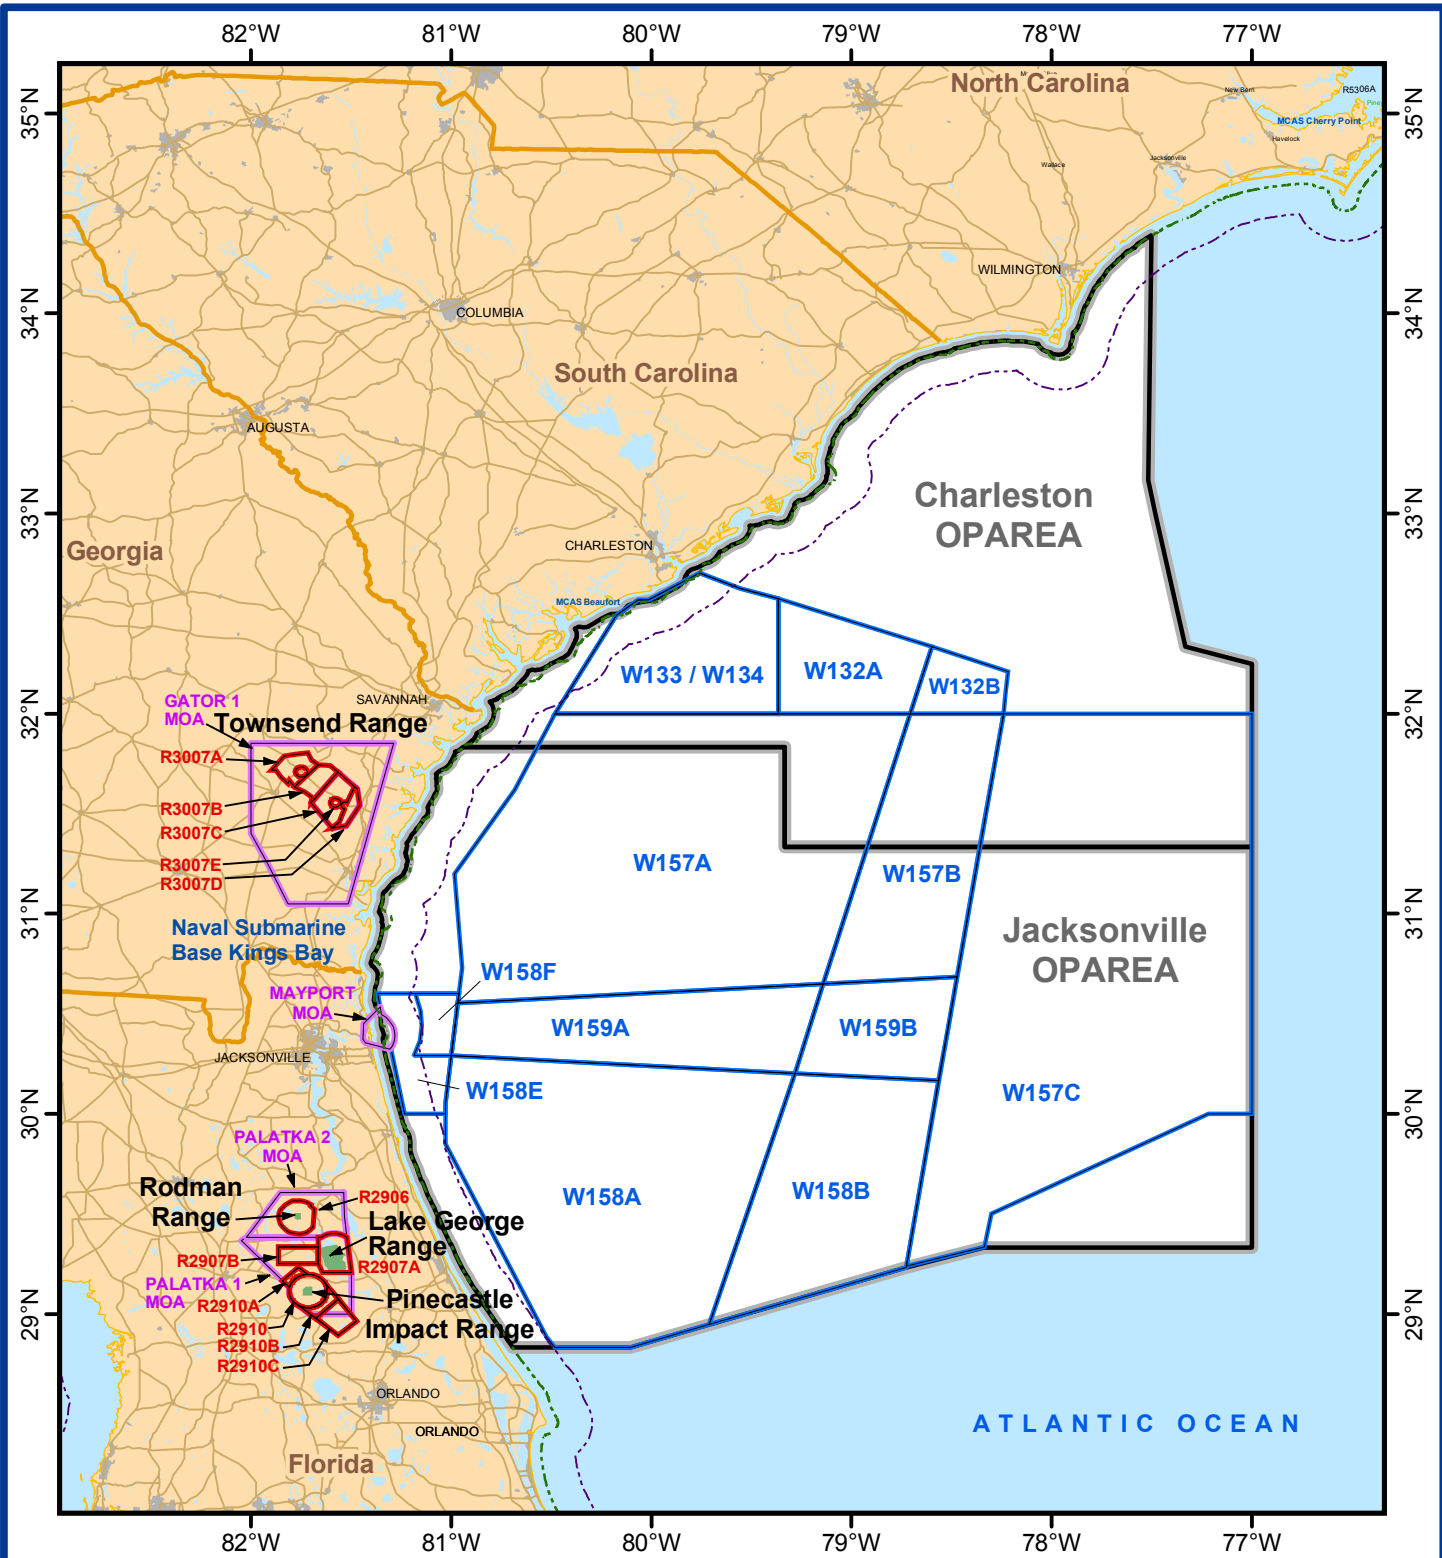 82°W 81°W 80°W 79°W 78°W 77°W
North Carolina
New Bern
R5306A
MCAS Cherry Point
Havelock
35°N
35°N
Wallace
Jacksonville
WILMINGTON
COLUMBIA
34°N
34°N
South Carolina
AUGUSTA
Charleston
OPAREA
33°N
33°N
Georgia
CHARLESTON
MCAS Beaufort
W133 / W134
W132A
W132B
SAVANNAH
GATOR 1
MOA
Townsend Range
32°N
32°N
R3007A
R3007B
R3007C
R3007E
R3007D
W157A
W157B
31°N
31°N
Naval Submarine
Base Kings Bay
Jacksonville
OPAREA
W158F
MAYPORT
MOA
W159A
W159B
JACKSONVILLE
W158E
W157C
30°N
30°N
PALATKA 2
MOA
Rodman
Range
R2906
W158A
W158B
Lake George
Range
R2907B
R2907A
PALATKA 1
MOA
R2910A
Pinecastle
Impact Range
R2910
R2910B
R2910C
29°N
29°N
ORLANDO
ORLANDO
ATLANTIC OCEAN
Florida
82°W 81°W 80°W 79°W 78°W 77°W